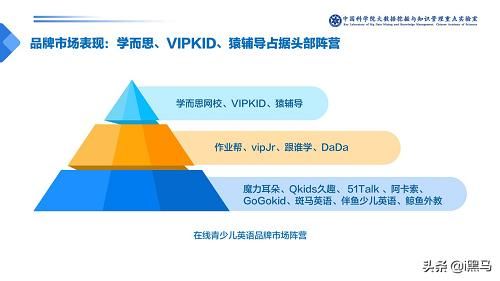 中国科学院大数据挖掘与知识管理重点实验室
Key Laboratory of Big Data Mining and Knowledge Management, Chinese Academy of Sciences
品牌市场表现：学而思、VIPKID、猿辅导占据头部阵营
学而思网校、VIPKID、猿辅导
作业帮、vipJr、跟谁学、DaDa
魔力耳朵、Qkids久趣、51Talk、阿卡索、
GoGokid、斑马英语、伴鱼少儿英语、鲸鱼外教
在线青少儿英语品牌市场阵营
头条 @i黑马